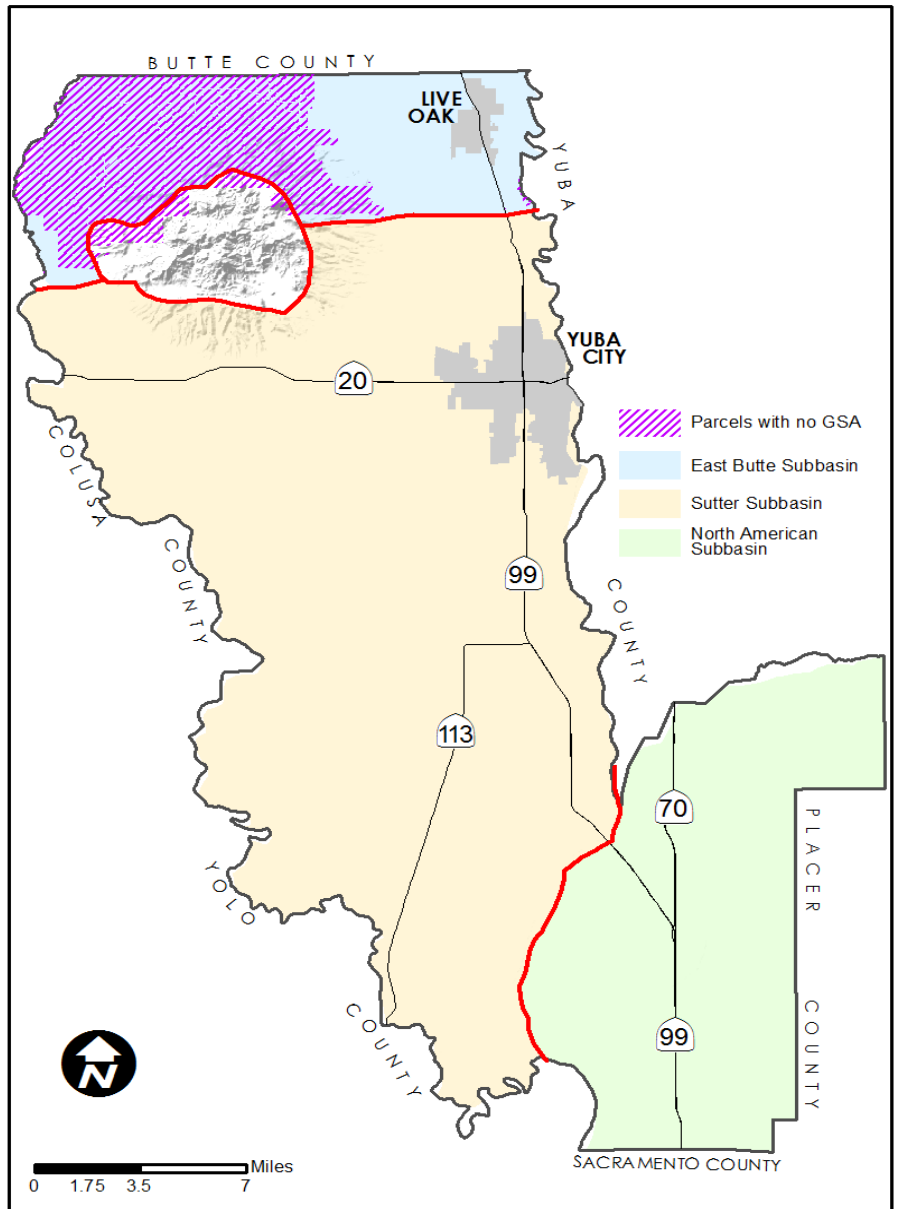 BUTTE COUNTY
LIVE
OAK
YUBA
YUBA
CITY
20
Parcels with no GSA
East Butte Subbasin
Sutter Subbasin
North American
Subbasin
COLUSA
COUNTY
99
COUNTY
113
70
PLACER
YOLO
COUNTY
99
COUNTY
N
SACRAMENTO COUNTY
Miles
0 1.75 3.5 7